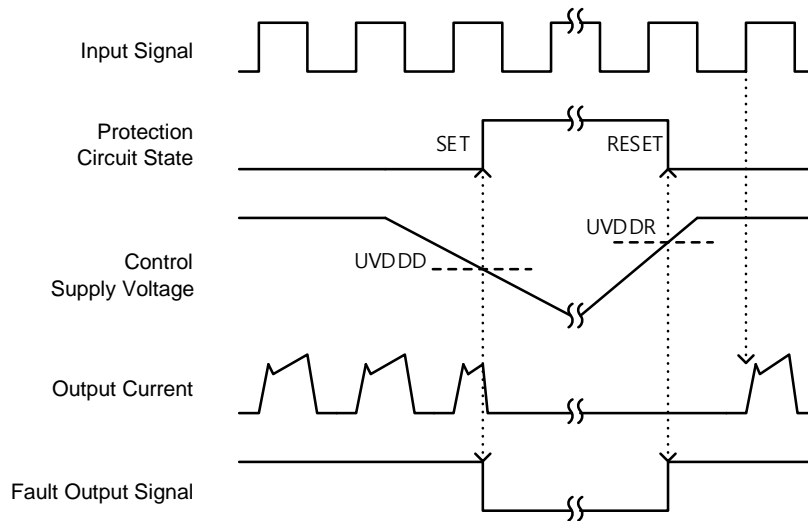 Input Signal
Protection
Circuit State
SET
RESET
Control
Supply Voltage
UVDDD
UVDDR
Output Current
Fault Output Signal